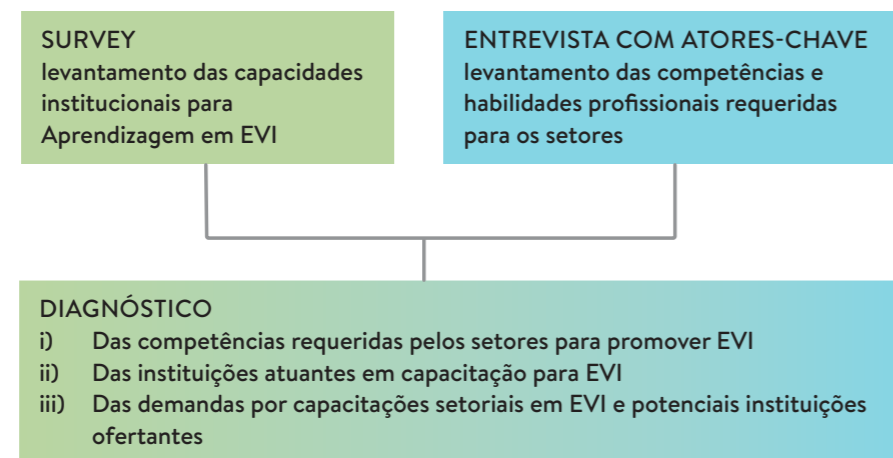 SURVEY
levantamento das capacidades
institucionais para
Aprendizagem em EVI
ENTREVISTA COM ATORES-CHAVE
levantamento das competências e
habilidades profissionais requeridas
para os setores
DIAGNÓSTICO
i) Das competências requeridas pelos setores para promover EVI
ii) Das instituições atuantes em capacitação para EVI
iii) Das demandas por capacitações setoriais em EVI e potenciais instituições
ofertantes